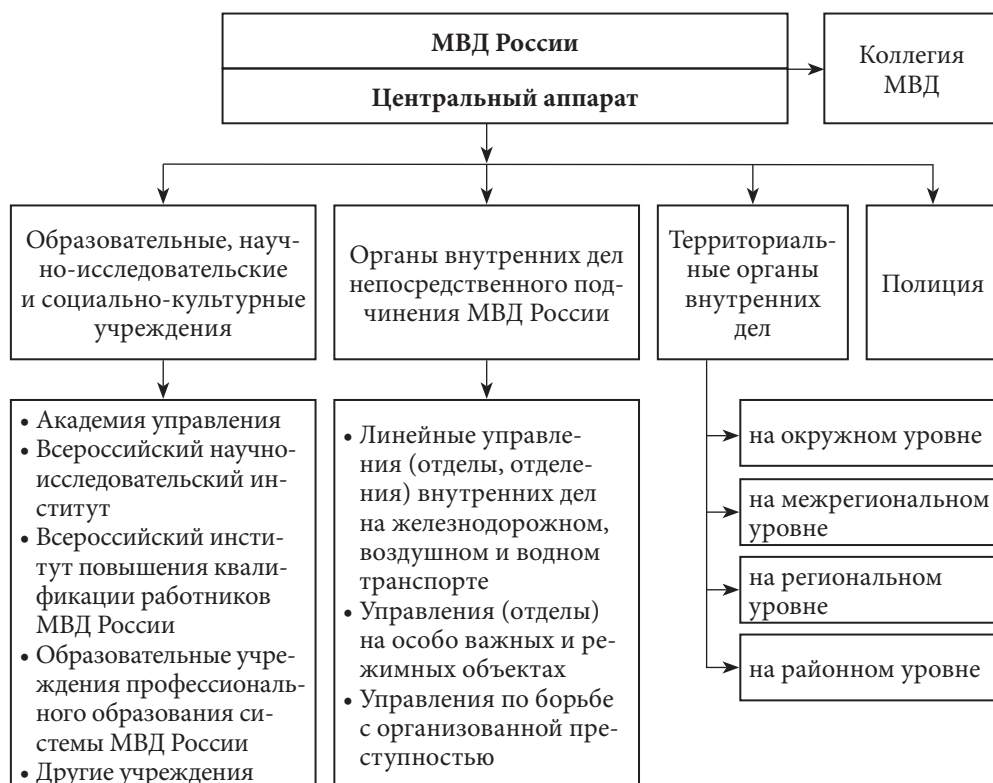 МВД России
Центральный аппарат
Коллегия
МВД
Образовательные, науч-
но-исследовательские
и социально-культурные
учреждения
Органы внутренних дел
непосредственного под-
чинения МВД России
Территориаль-
ные органы
внутренних
дел
Полиция
• Академия управления
• Всероссийский научно-
исследовательский ин-
ститут
• Всероссийский инсти-
тут повышения квали-
фикации работников
МВД России
• Образовательные учре-
ждения профессиональ-
ного образования си-
стемы МВД России
• Другие учреждения
• Линейные управле-
ния (отделы, отделе-
ния) внутренних дел
на железнодорожном,
воздушном и водном
транспорте
• Управления (отделы)
на особо важных и ре-
жимных объектах
• Управления по борьбе
с организованной пре-
ступностью
на окружном уровне
на межрегиональном
уровне
на региональном
уровне
на районном уровне